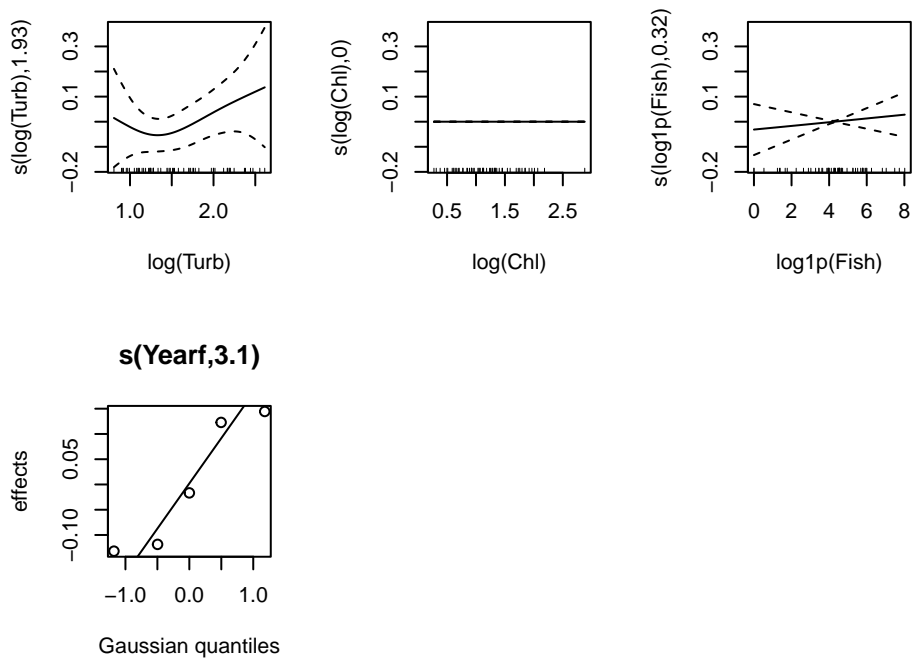 s(log(Turb),1.93)
−0.2 0.1 0.3
1.0 2.0
log(Turb)
s(log(Chl),0)
−0.2 0.1 0.3
0.5 1.5 2.5
log(Chl)
s(log1p(Fish),0.32)
−0.2 0.1 0.3
0 2 4 6 8
log1p(Fish)
s(Yearf,3.1)
effects
−0.10 0.05
−1.0 0.0 1.0
Gaussian quantiles